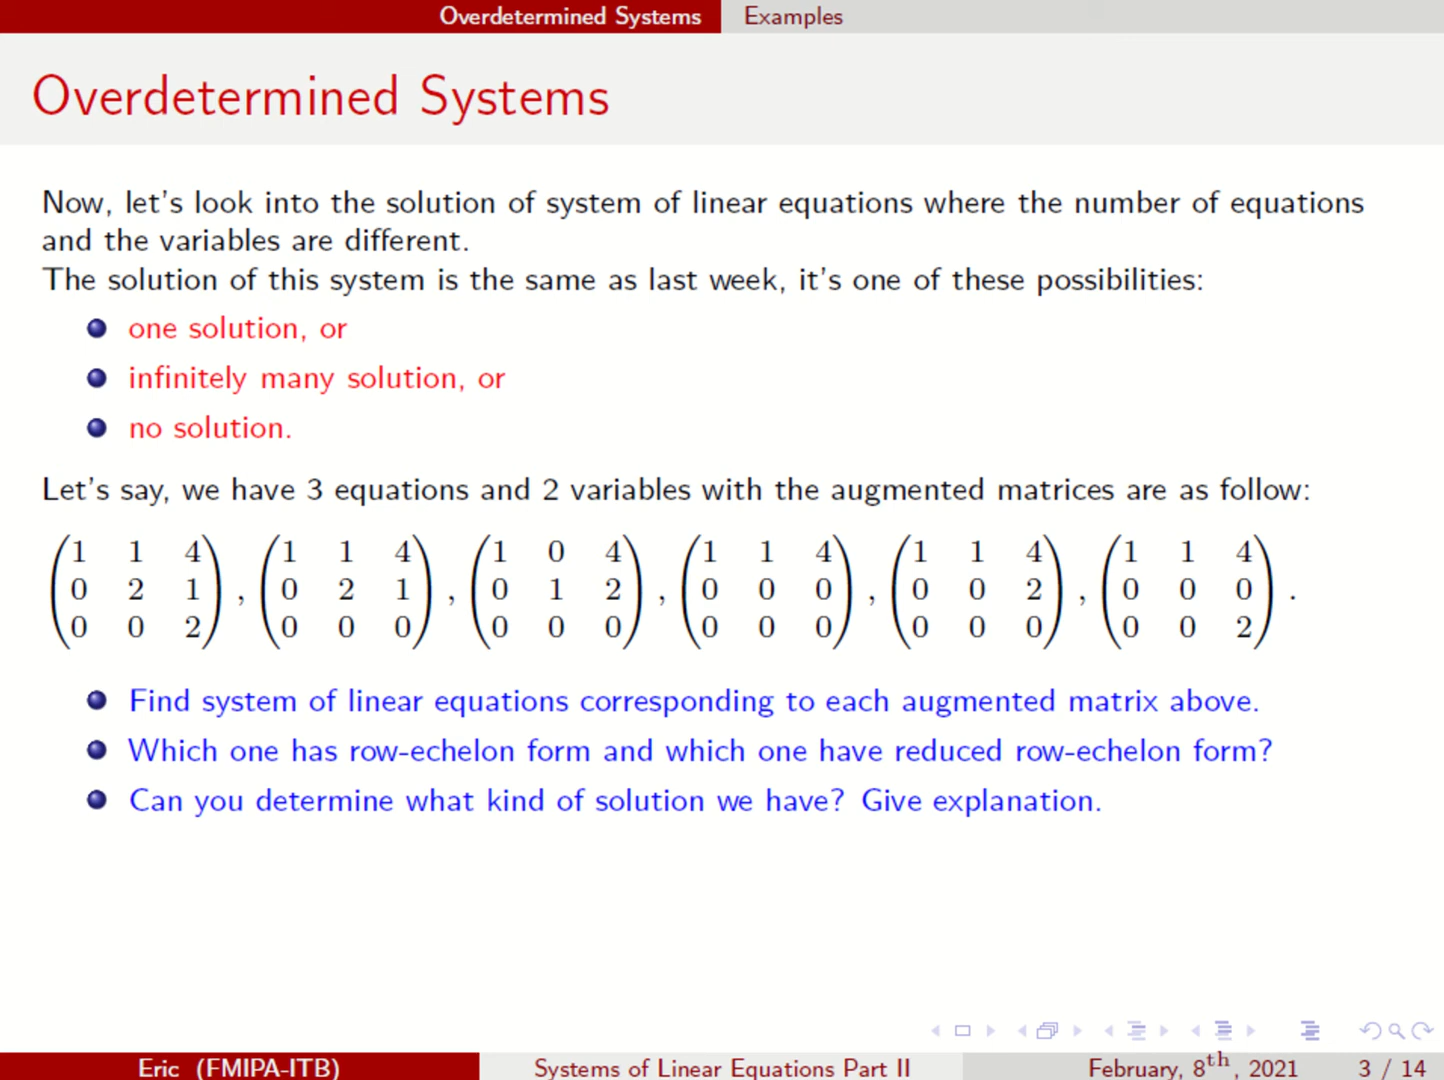 Overdetermined Systems Examples
Overdetermined Systems
Now, let's look into the solution of system of linear equations where the number of equations
and the variables are different.
The solution of this system is the same as last week, it's one of these possibilities:
one solution, or
infinitely many solution, or
no solution.
Let's say, we have 3 equations and 2 variables with the augmented matrices are as follow:
(1 1 4 0 2 1 0 0 2), (1 1 4 0 2 1 0 0 0), (1 0 4 0 1 2 0 0 0), (1 1 4 0 0 0 0 0 0), (1 1 4 0 0 2 0 0 0), (1 1 4 0 0 0 0 0 2).
Find system of linear equations corresponding to each augmented matrix above.
Which one has row-echelon form and which one have reduced row-echelon form?
Can you determine what kind of solution we have? Give explanation.
Eric (FMIPA-ITB) Systems of Linear Equations Part II February, 8th, 2021 3 / 14